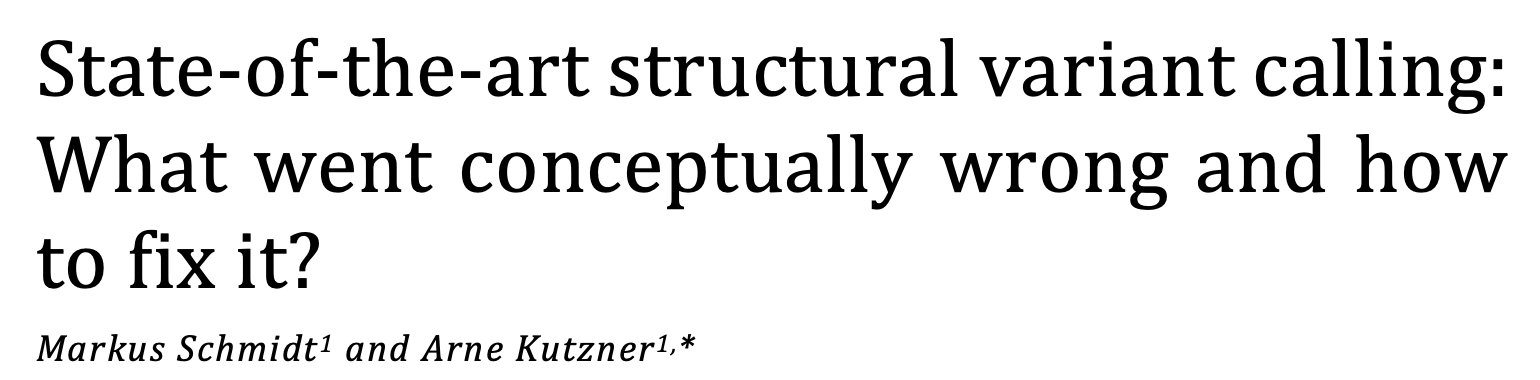 State-of-the-art structural variant calling:
What went conceptually wrong and how
to fix it?
Markus Schmidt¹ and Arne Kutzner¹,*